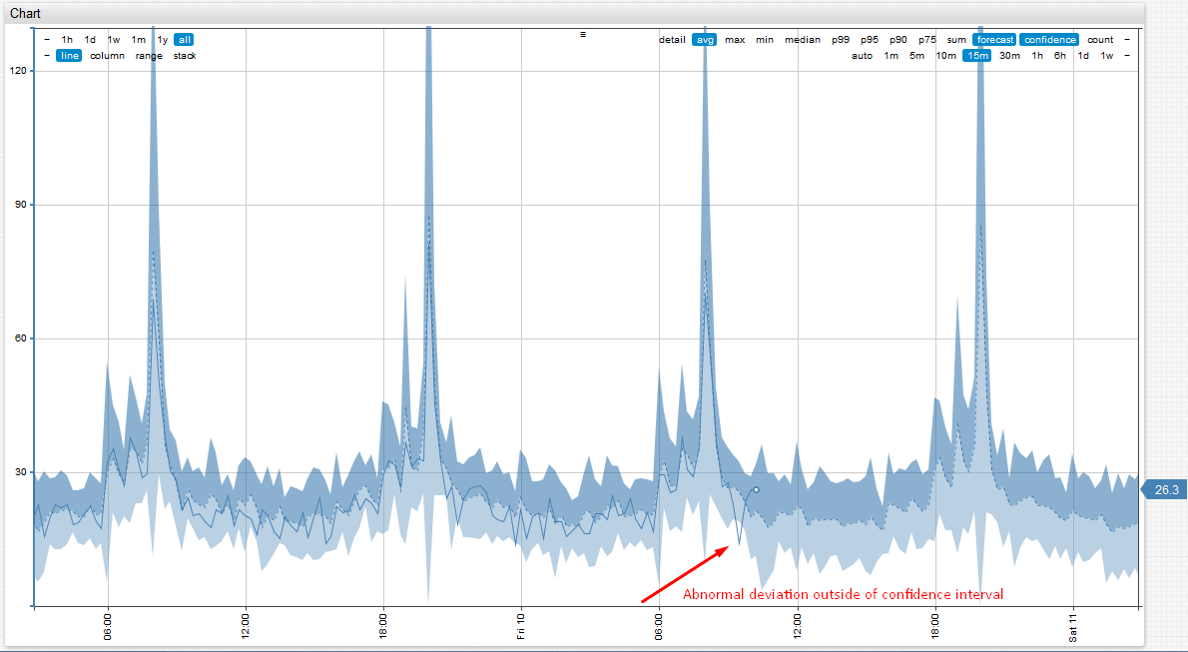 Chart
– 1h 1d 1w 1m 1y all
detail avg max min median p99 p95 p90 p75 sum forecast confidence count –
– line column range stack
auto 1m 5m 10m 15m 30m 1h 6h 1d 1w –
120
90
60
30
26.3
Abnormal deviation outside of confidence interval
06:00
12:00
18:00
Fri 10
06:00
12:00
18:00
Sat 11